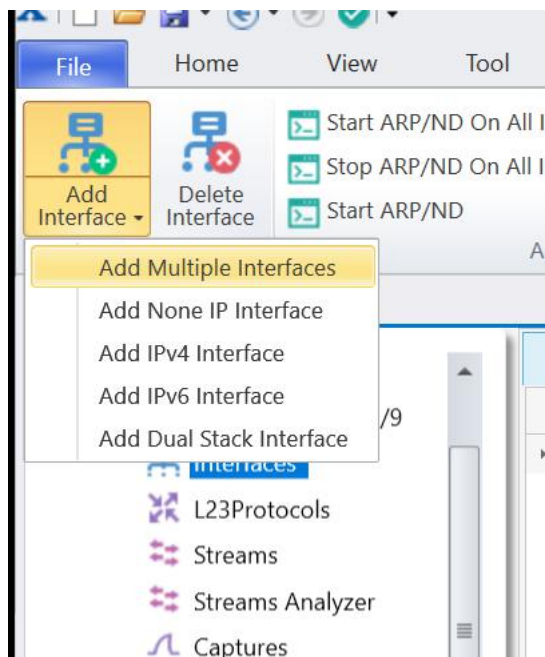 File Home View Tool
Start ARP/ND On All I
Stop ARP/ND On All I
Start ARP/ND
Add
Interface
Delete
Interface
A
Add Multiple Interfaces
Add None IP Interface
Add IPv4 Interface
Add IPv6 Interface
Add Dual Stack Interface
/9
Interfaces
L23Protocols
Streams
Streams Analyzer
Captures